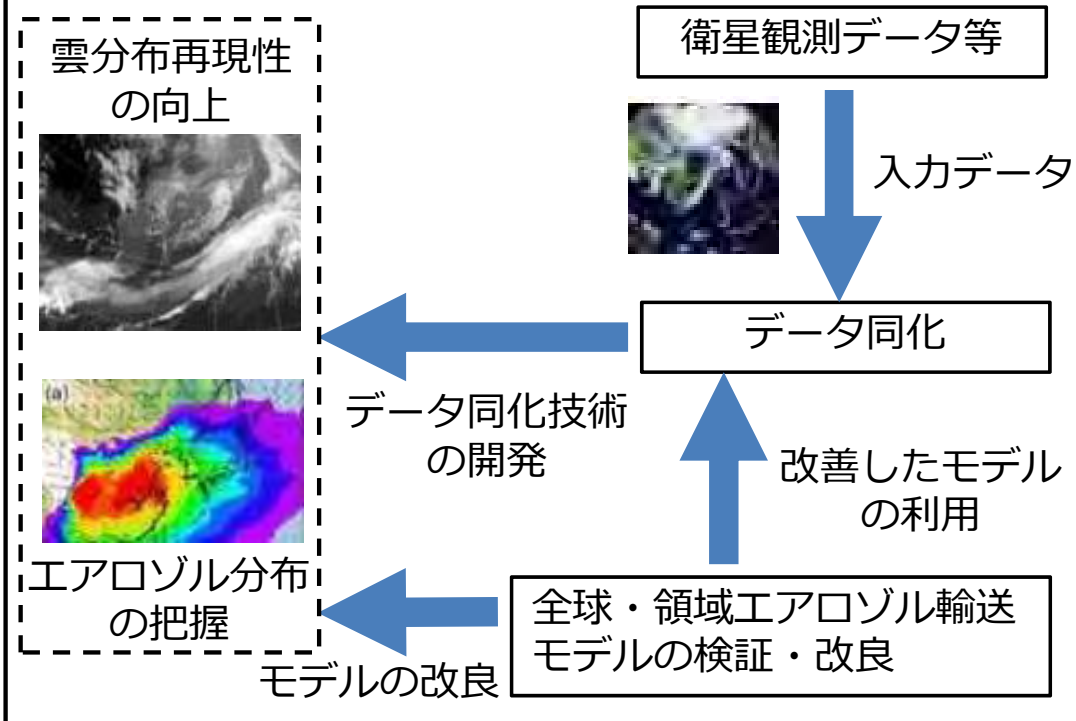 雲分布再現性
の向上
(a)
エアロゾル分布
の把握
衛星観測データ等
入力データ
データ同化
データ同化技術
の開発
改善したモデル
の利用
全球・領域エアロゾル輸送
モデルの検証・改良
モデルの改良